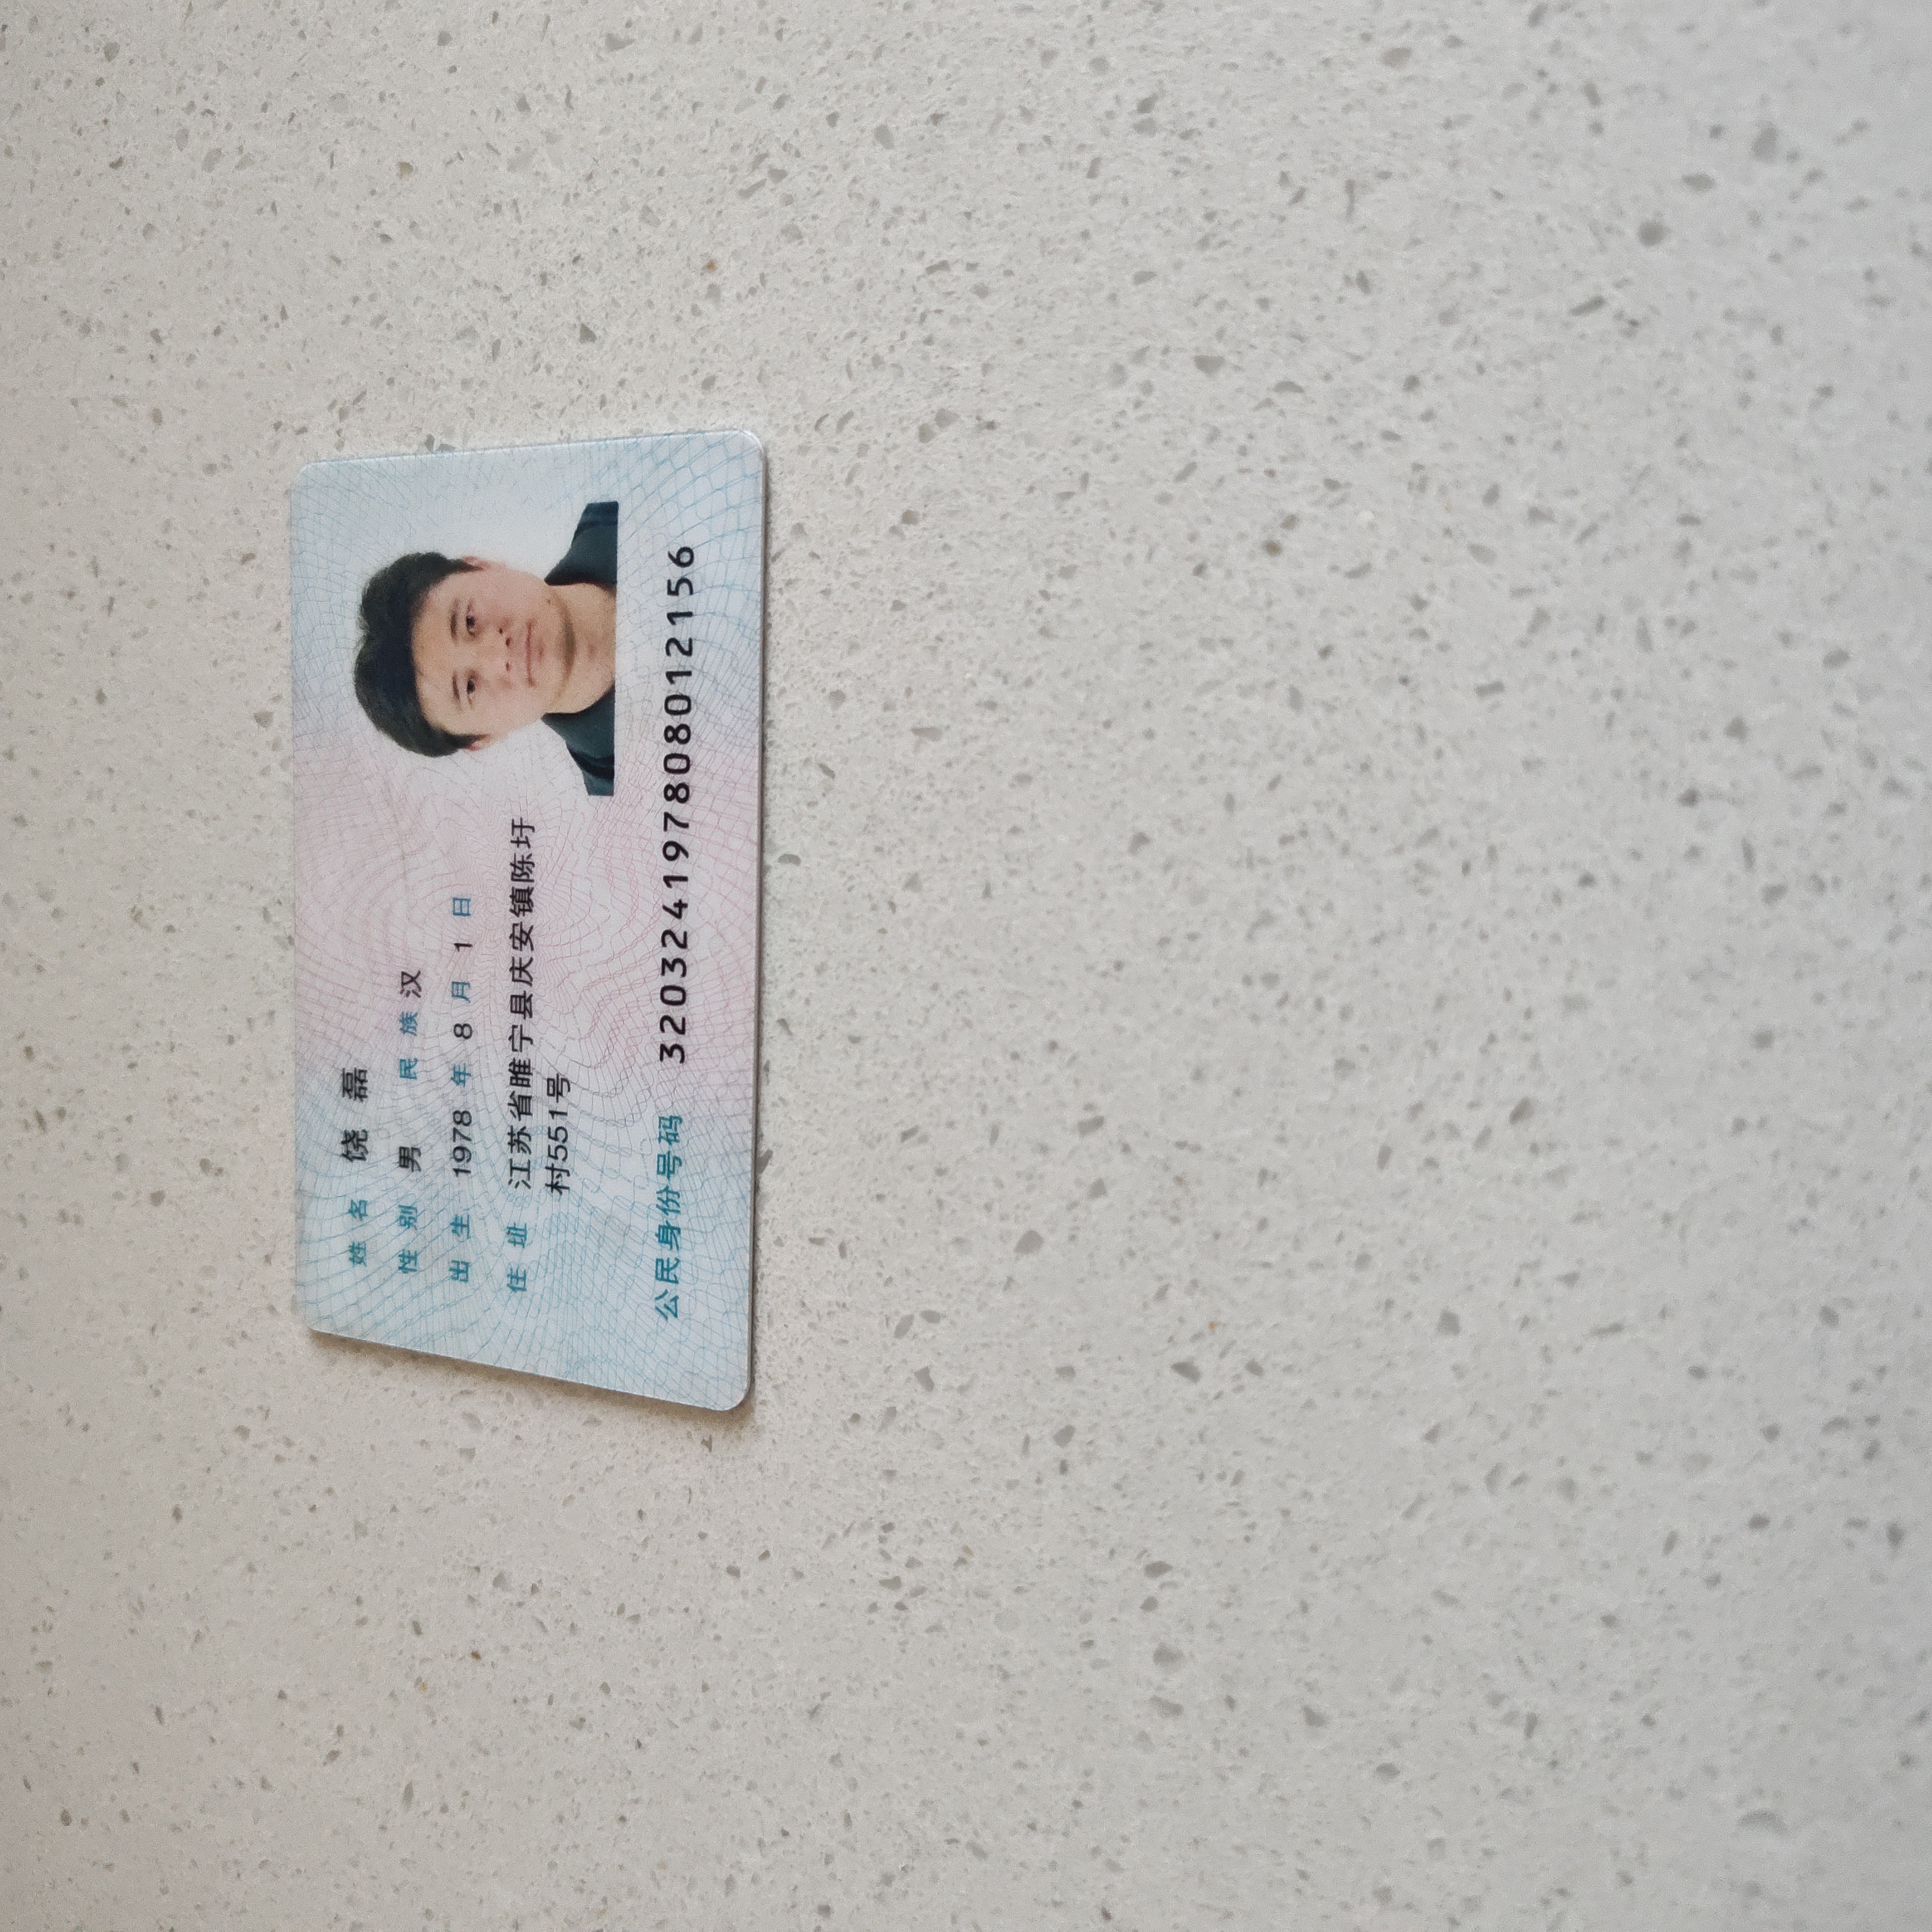 姓名 饶磊
性别 男 民族 汉
出生 1978 年 8 月 1 日
住址 江苏省睢宁县庆安镇陈圩
村551号
公民身份号码 320324197808012156